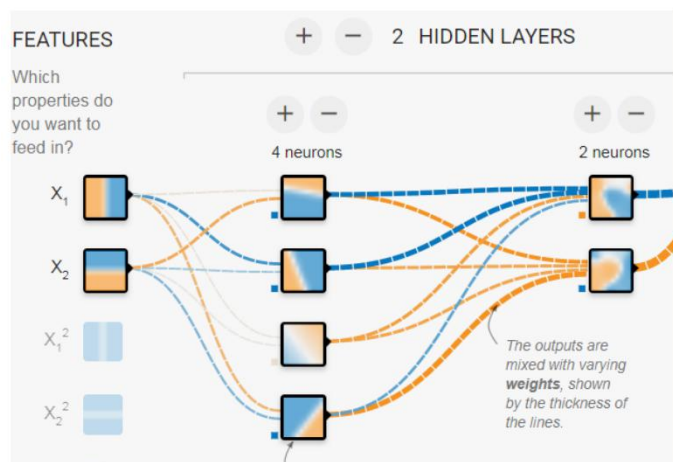 FEATURES
Which
properties do
you want to
feed in?
+ − 2 HIDDEN LAYERS
+ −
4 neurons
+ −
2 neurons
X₁
X₂
X₁²
X₂²
The outputs are
mixed with varying
weights, shown
by the thickness of
the lines.